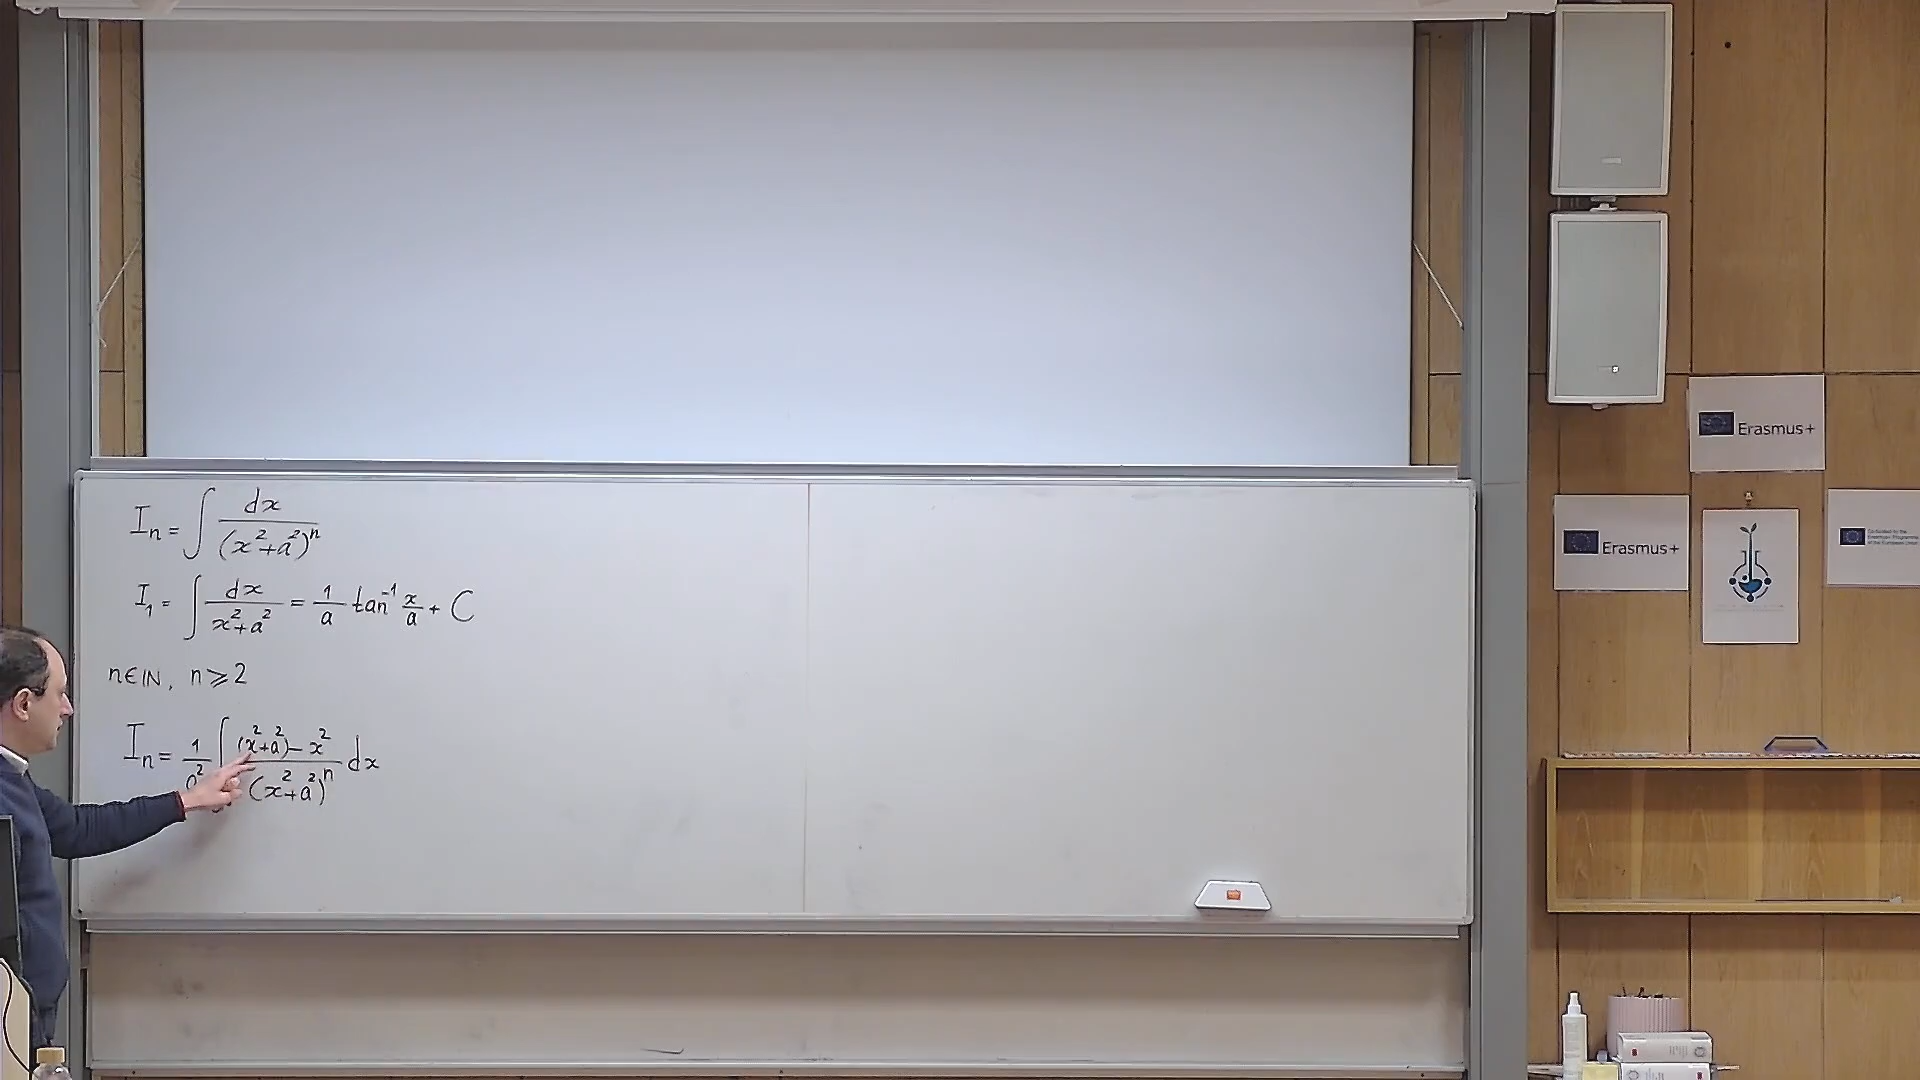 I_n = ∫ dx / (x²+a²)ⁿ
I₁ = ∫ dx / (x²+a²) = 1/a tan⁻¹ x/a + C
n∈ℕ, n ⩾ 2
I_n = 1/a² ∫ ((x²+a²) – x²) / (x²+a²)ⁿ dx
Erasmus+
Erasmus+